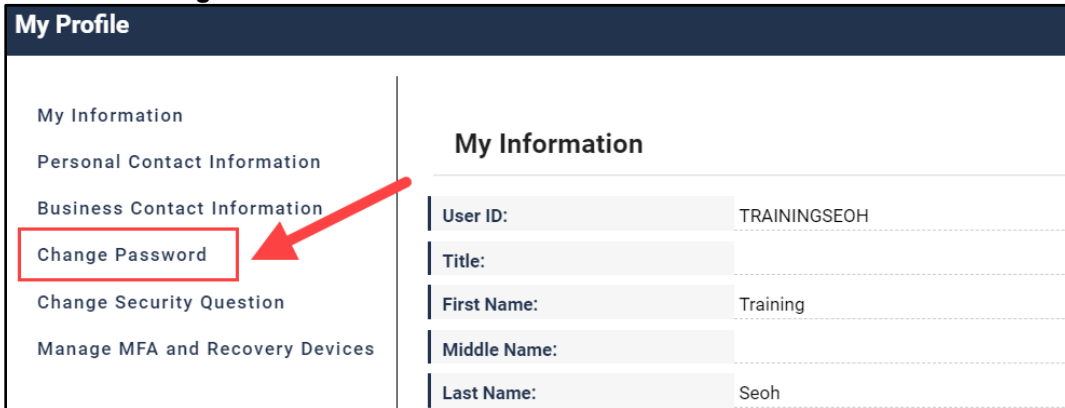 My Profile
My Information
Personal Contact Information
Business Contact Information
Change Password
Change Security Question
Manage MFA and Recovery Devices
My Information
User ID: TRAININGSEOH
Title:
First Name: Training
Middle Name:
Last Name: Seoh